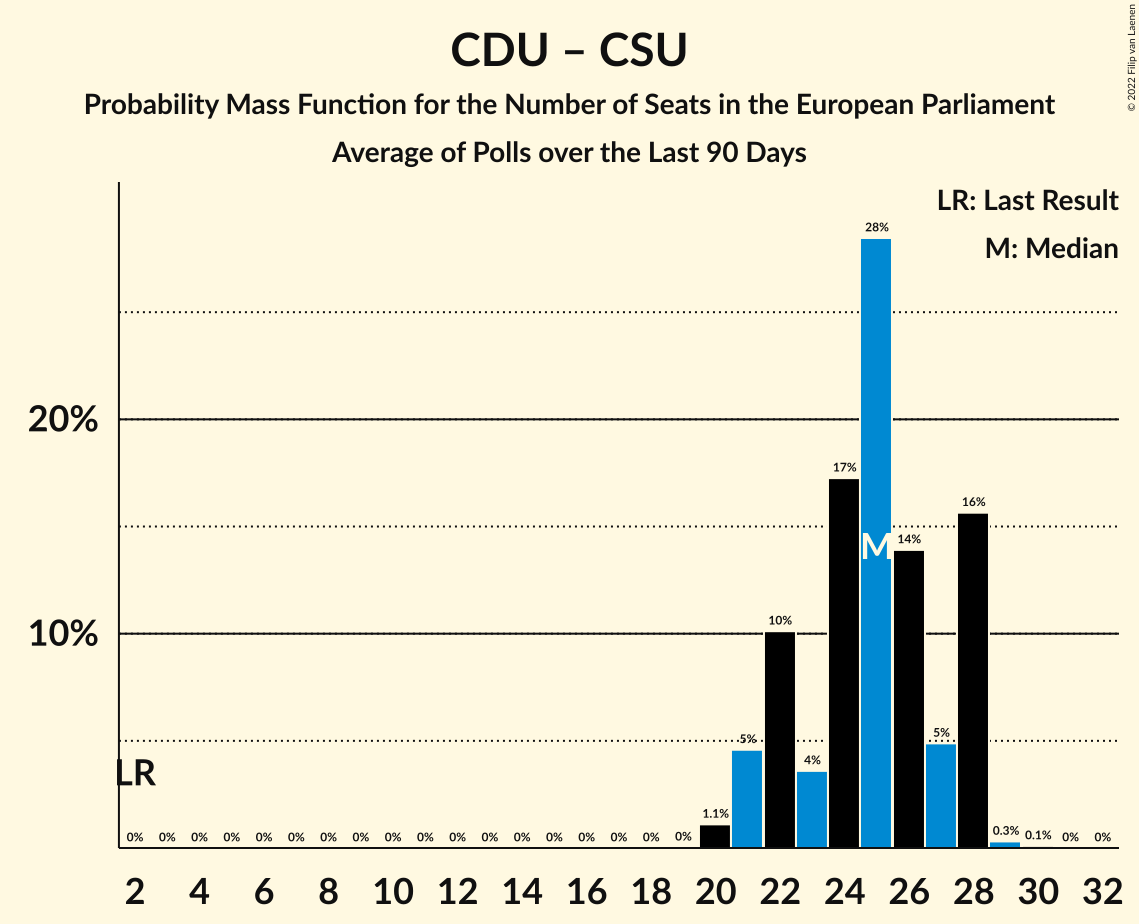 CDU – CSU
Probability Mass Function for the Number of Seats in the European Parliament
Average of Polls over the Last 90 Days
© 2022 Filip van Laenen
LR: Last Result
M: Median
28%
20%
17%
16%
M
14%
10%
10%
5%
5%
4%
LR
1.1%
0.3%
0% 0% 0% 0% 0% 0% 0% 0% 0% 0% 0% 0% 0% 0% 0% 0% 0% 0% 0.1% 0% 0%
2 4 6 8 10 12 14 16 18 20 22 24 26 28 30 32